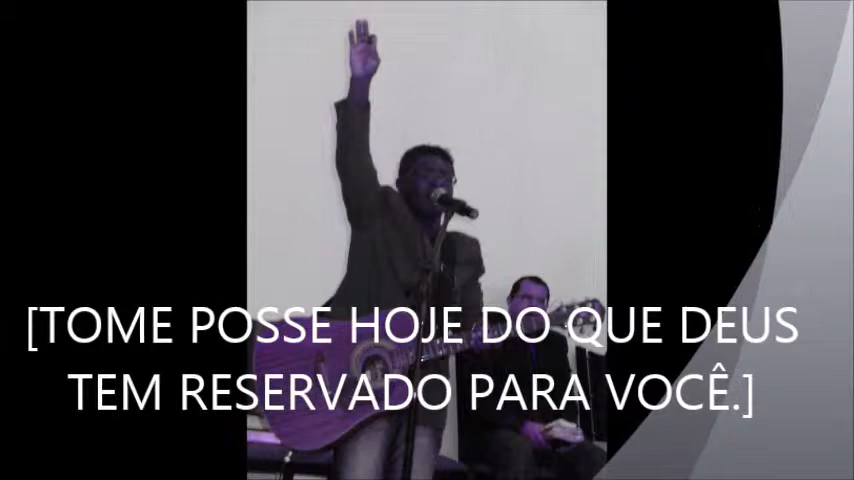 [TOME POSSE HOJE DO QUE DEUS
TEM RESERVADO PARA VOCÊ.]